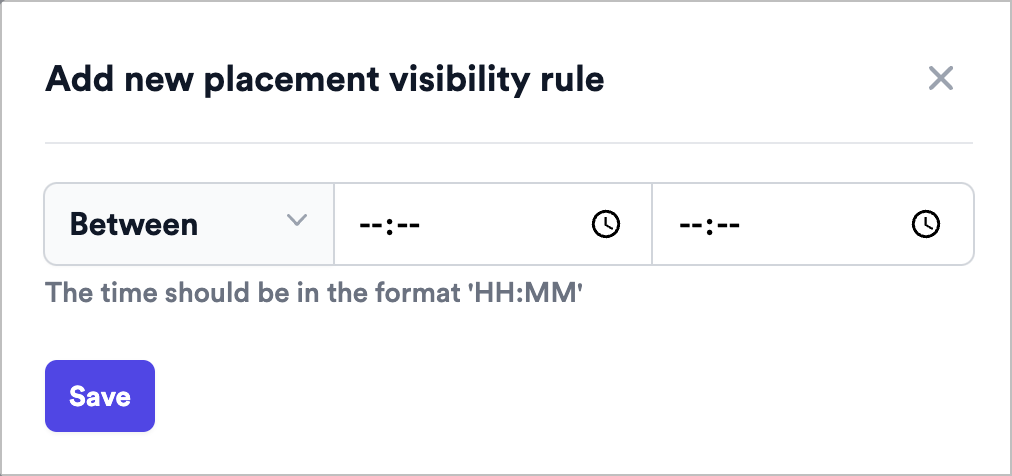 Add new placement visibility rule
Between --:-- --:--
The time should be in the format 'HH:MM'
Save